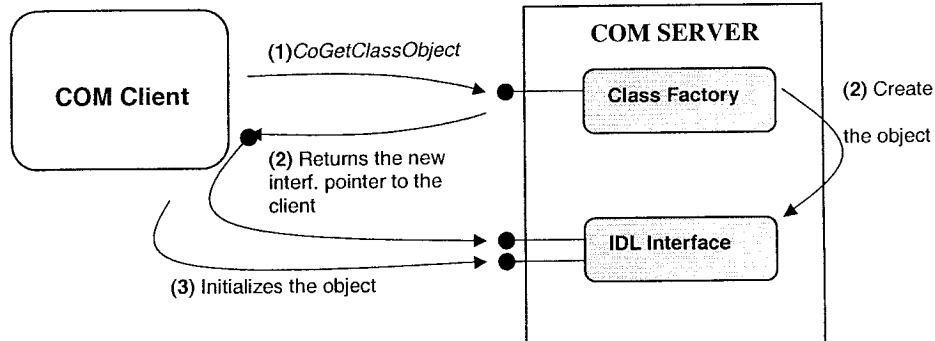 COM SERVER
(1)CoGetClassObject
COM Client
Class Factory
(2) Create
the object
(2) Returns the new
interf. pointer to the
client
IDL Interface
(3) Initializes the object